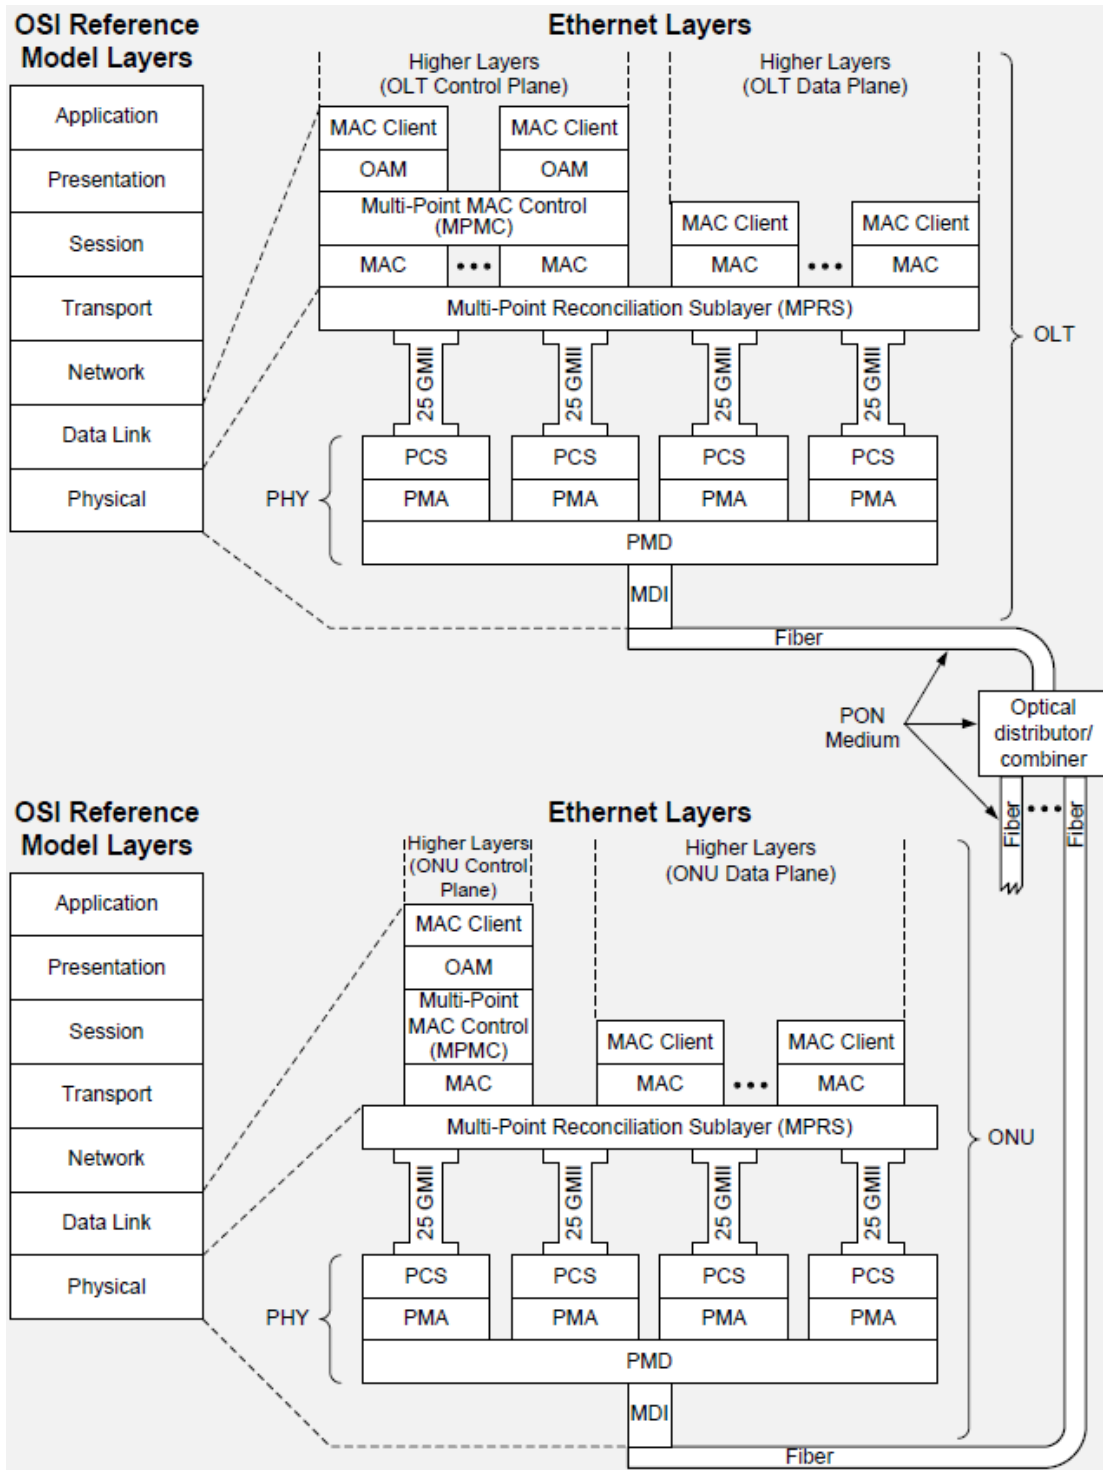 OSI Reference
Model Layers
Ethernet Layers
Higher Layers
(OLT Control Plane)
Higher Layers
(OLT Data Plane)
Application
Presentation
Session
Transport
Network
Data Link
Physical
MAC Client
MAC Client
OAM
OAM
Multi-Point MAC Control
(MPMC)
MAC
•••
MAC
MAC Client
MAC Client
MAC
•••
MAC
Multi-Point Reconciliation Sublayer (MPRS)
OLT
25 GMII
25 GMII
25 GMII
25 GMII
PHY
PCS
PCS
PCS
PCS
PMA
PMA
PMA
PMA
PMD
MDI
Fiber
PON
Medium
Optical
distributor/
combiner
Fiber
•••
Fiber
OSI Reference
Model Layers
Ethernet Layers
Higher Layers
(ONU Control
Plane)
Higher Layers
(ONU Data Plane)
Application
Presentation
Session
Transport
Network
Data Link
Physical
MAC Client
OAM
Multi-Point
MAC Control
(MPMC)
MAC
MAC Client
MAC Client
MAC
•••
MAC
Multi-Point Reconciliation Sublayer (MPRS)
ONU
25 GMII
25 GMII
25 GMII
25 GMII
PHY
PCS
PCS
PCS
PCS
PMA
PMA
PMA
PMA
PMD
MDI
Fiber